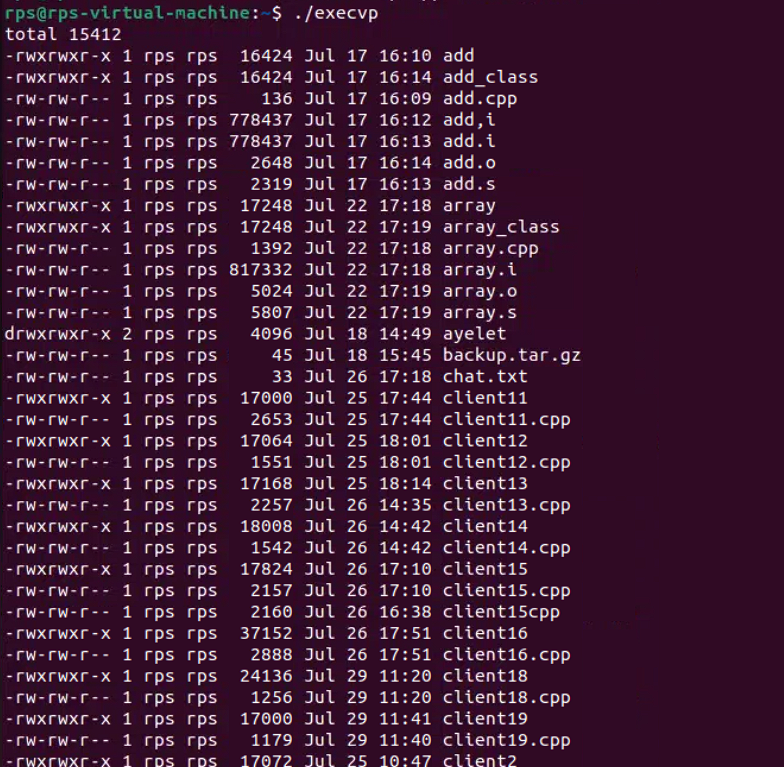 rps@rps-virtual-machine:~$ ./execvp
total 15412
-rwxrwxr-x 1 rps rps  16424 Jul 17 16:10 add
-rwxrwxr-x 1 rps rps  16424 Jul 17 16:14 add_class
-rw-rw-r-- 1 rps rps    136 Jul 17 16:09 add.cpp
-rw-rw-r-- 1 rps rps 778437 Jul 17 16:12 add,i
-rw-rw-r-- 1 rps rps 778437 Jul 17 16:13 add.i
-rw-rw-r-- 1 rps rps   2648 Jul 17 16:14 add.o
-rw-rw-r-- 1 rps rps   2319 Jul 17 16:13 add.s
-rwxrwxr-x 1 rps rps  17248 Jul 22 17:18 array
-rwxrwxr-x 1 rps rps  17248 Jul 22 17:19 array_class
-rw-rw-r-- 1 rps rps   1392 Jul 22 17:18 array.cpp
-rw-rw-r-- 1 rps rps 817332 Jul 22 17:18 array.i
-rw-rw-r-- 1 rps rps   5024 Jul 22 17:19 array.o
-rw-rw-r-- 1 rps rps   5807 Jul 22 17:19 array.s
drwxrwxr-x 2 rps rps   4096 Jul 18 14:49 ayelet
-rw-rw-r-- 1 rps rps     45 Jul 18 15:45 backup.tar.gz
-rw-rw-r-- 1 rps rps     33 Jul 26 17:18 chat.txt
-rwxrwxr-x 1 rps rps  17000 Jul 25 17:44 client11
-rw-rw-r-- 1 rps rps   2653 Jul 25 17:44 client11.cpp
-rwxrwxr-x 1 rps rps  17064 Jul 25 18:01 client12
-rw-rw-r-- 1 rps rps   1551 Jul 25 18:01 client12.cpp
-rwxrwxr-x 1 rps rps  17168 Jul 25 18:14 client13
-rw-rw-r-- 1 rps rps   2257 Jul 26 14:35 client13.cpp
-rwxrwxr-x 1 rps rps  18008 Jul 26 14:42 client14
-rw-rw-r-- 1 rps rps   1542 Jul 26 14:42 client14.cpp
-rwxrwxr-x 1 rps rps  17824 Jul 26 17:10 client15
-rw-rw-r-- 1 rps rps   2157 Jul 26 17:10 client15.cpp
-rw-rw-r-- 1 rps rps   2160 Jul 26 16:38 client15cpp
-rwxrwxr-x 1 rps rps  37152 Jul 26 17:51 client16
-rw-rw-r-- 1 rps rps   2888 Jul 26 17:51 client16.cpp
-rwxrwxr-x 1 rps rps  24136 Jul 29 11:20 client18
-rw-rw-r-- 1 rps rps   1256 Jul 29 11:20 client18.cpp
-rwxrwxr-x 1 rps rps  17000 Jul 29 11:41 client19
-rw-rw-r-- 1 rps rps   1179 Jul 29 11:40 client19.cpp
-rwxrwxr-x 1 rps rps  17072 Jul 25 10:47 client2